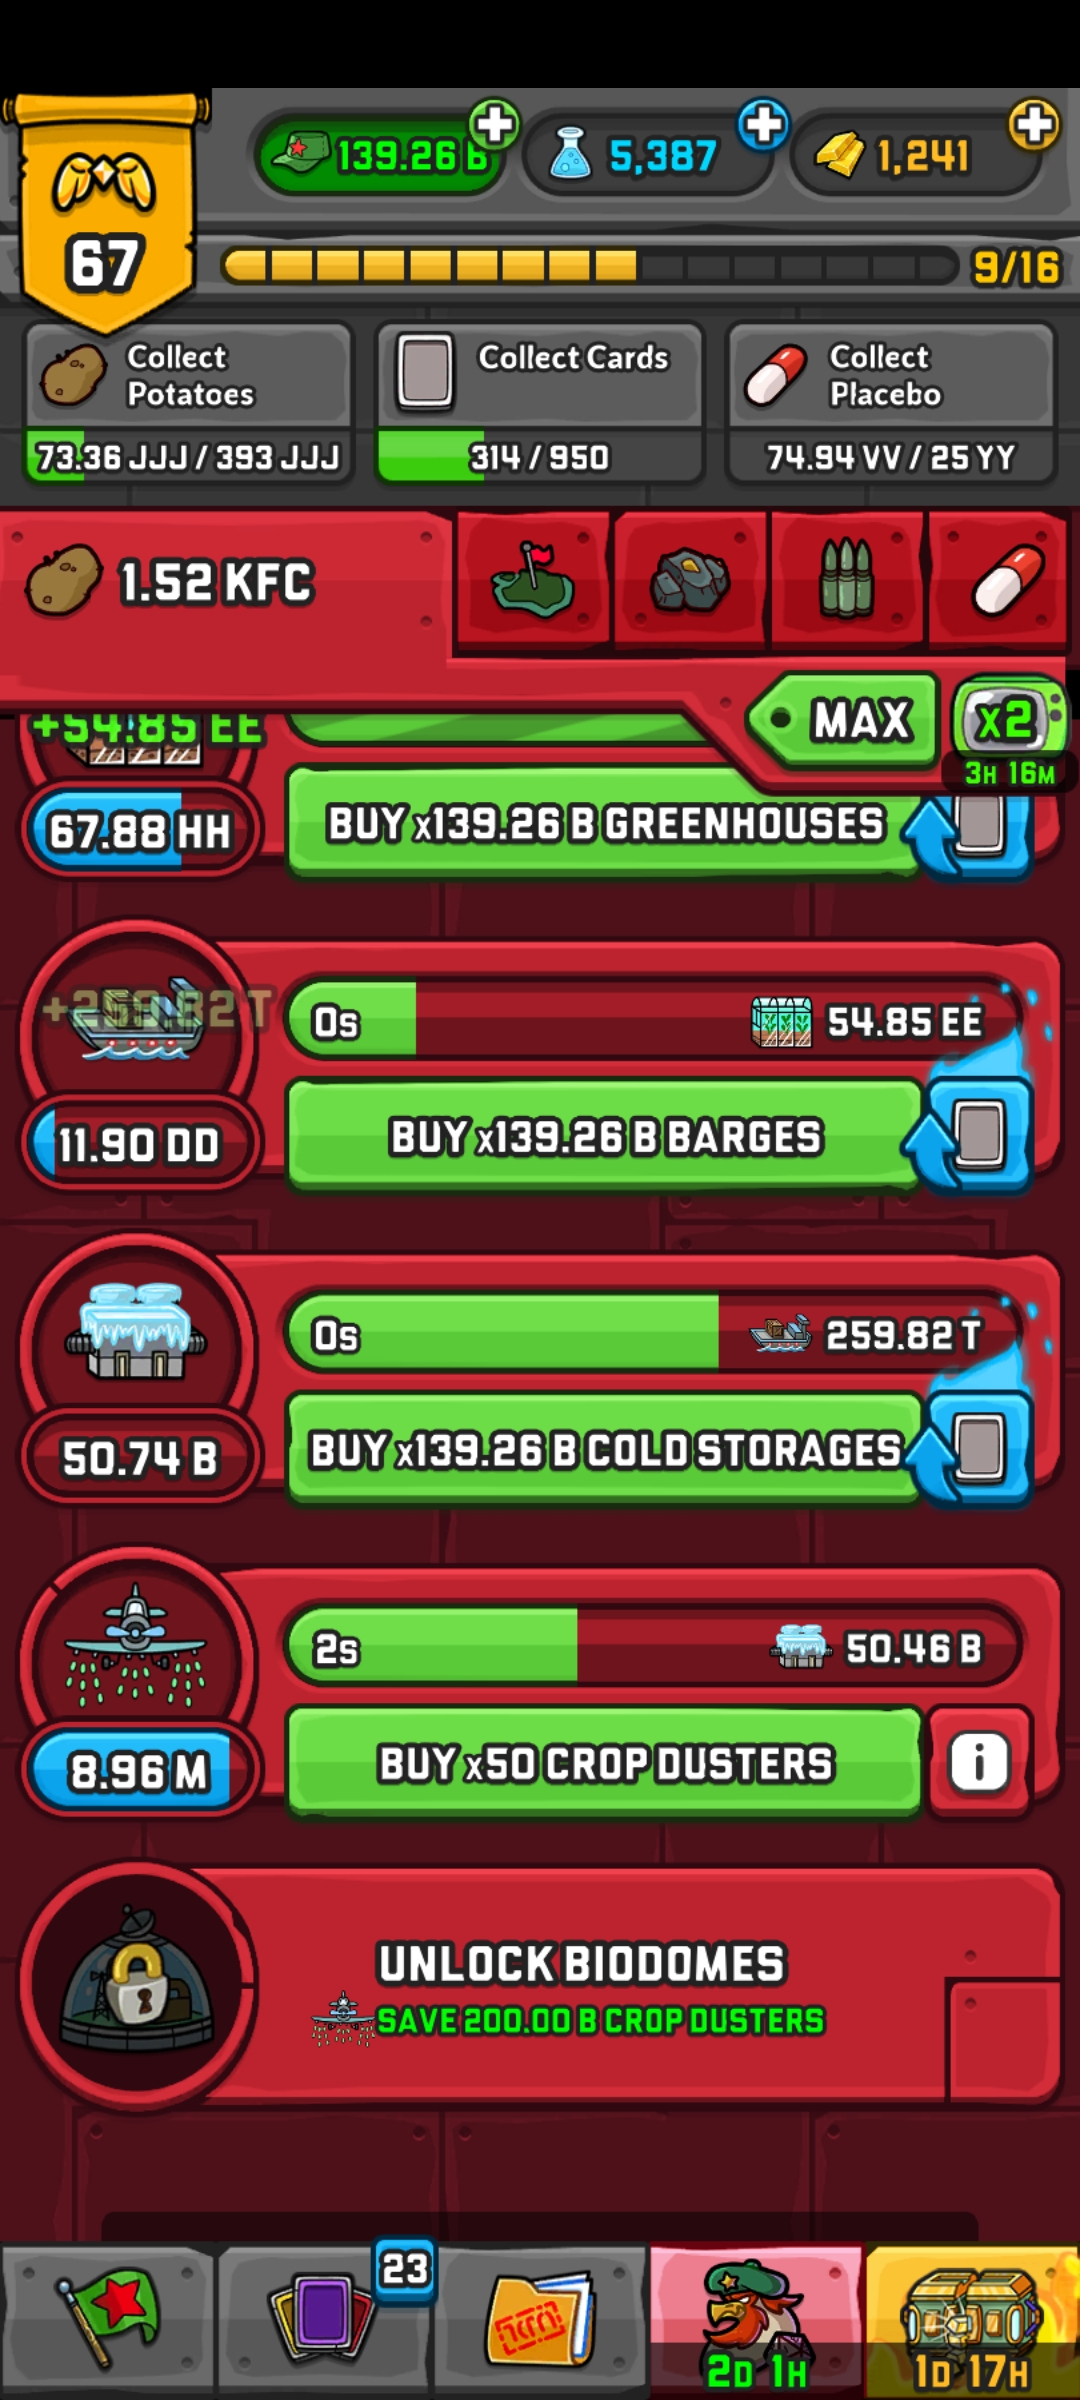 139.26 B
5,387
1,241
67
9/16
Collect
Potatoes
73.36 JJJ / 393 JJJ
Collect Cards
314 / 950
Collect
Placebo
74.94 VV / 25 YY
1.52 KFC
MAX
x2
3H 16M
+54.85 EE
67.88 HH
BUY x139.26 B GREENHOUSES
+259.82 T
0s
54.85 EE
11.90 DD
BUY x139.26 B BARGES
0s
259.82 T
50.74 B
BUY x139.26 B COLD STORAGES
2s
50.46 B
8.96 M
BUY x50 CROP DUSTERS
i
UNLOCK BIODOMES
SAVE 200.00 B CROP DUSTERS
23
2D 1H
1D 17H